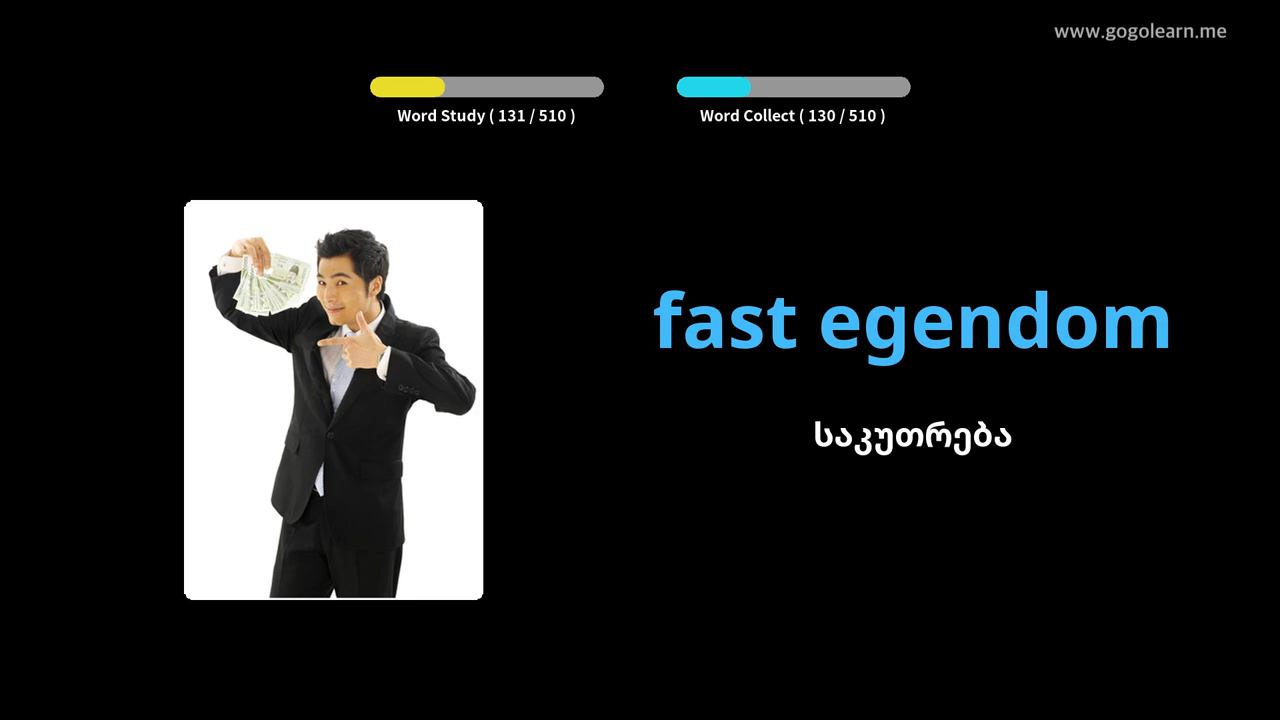 www.gogolearn.me
Word Study ( 131 / 510 )
Word Collect ( 130 / 510 )
fast egendom
საკუთრება